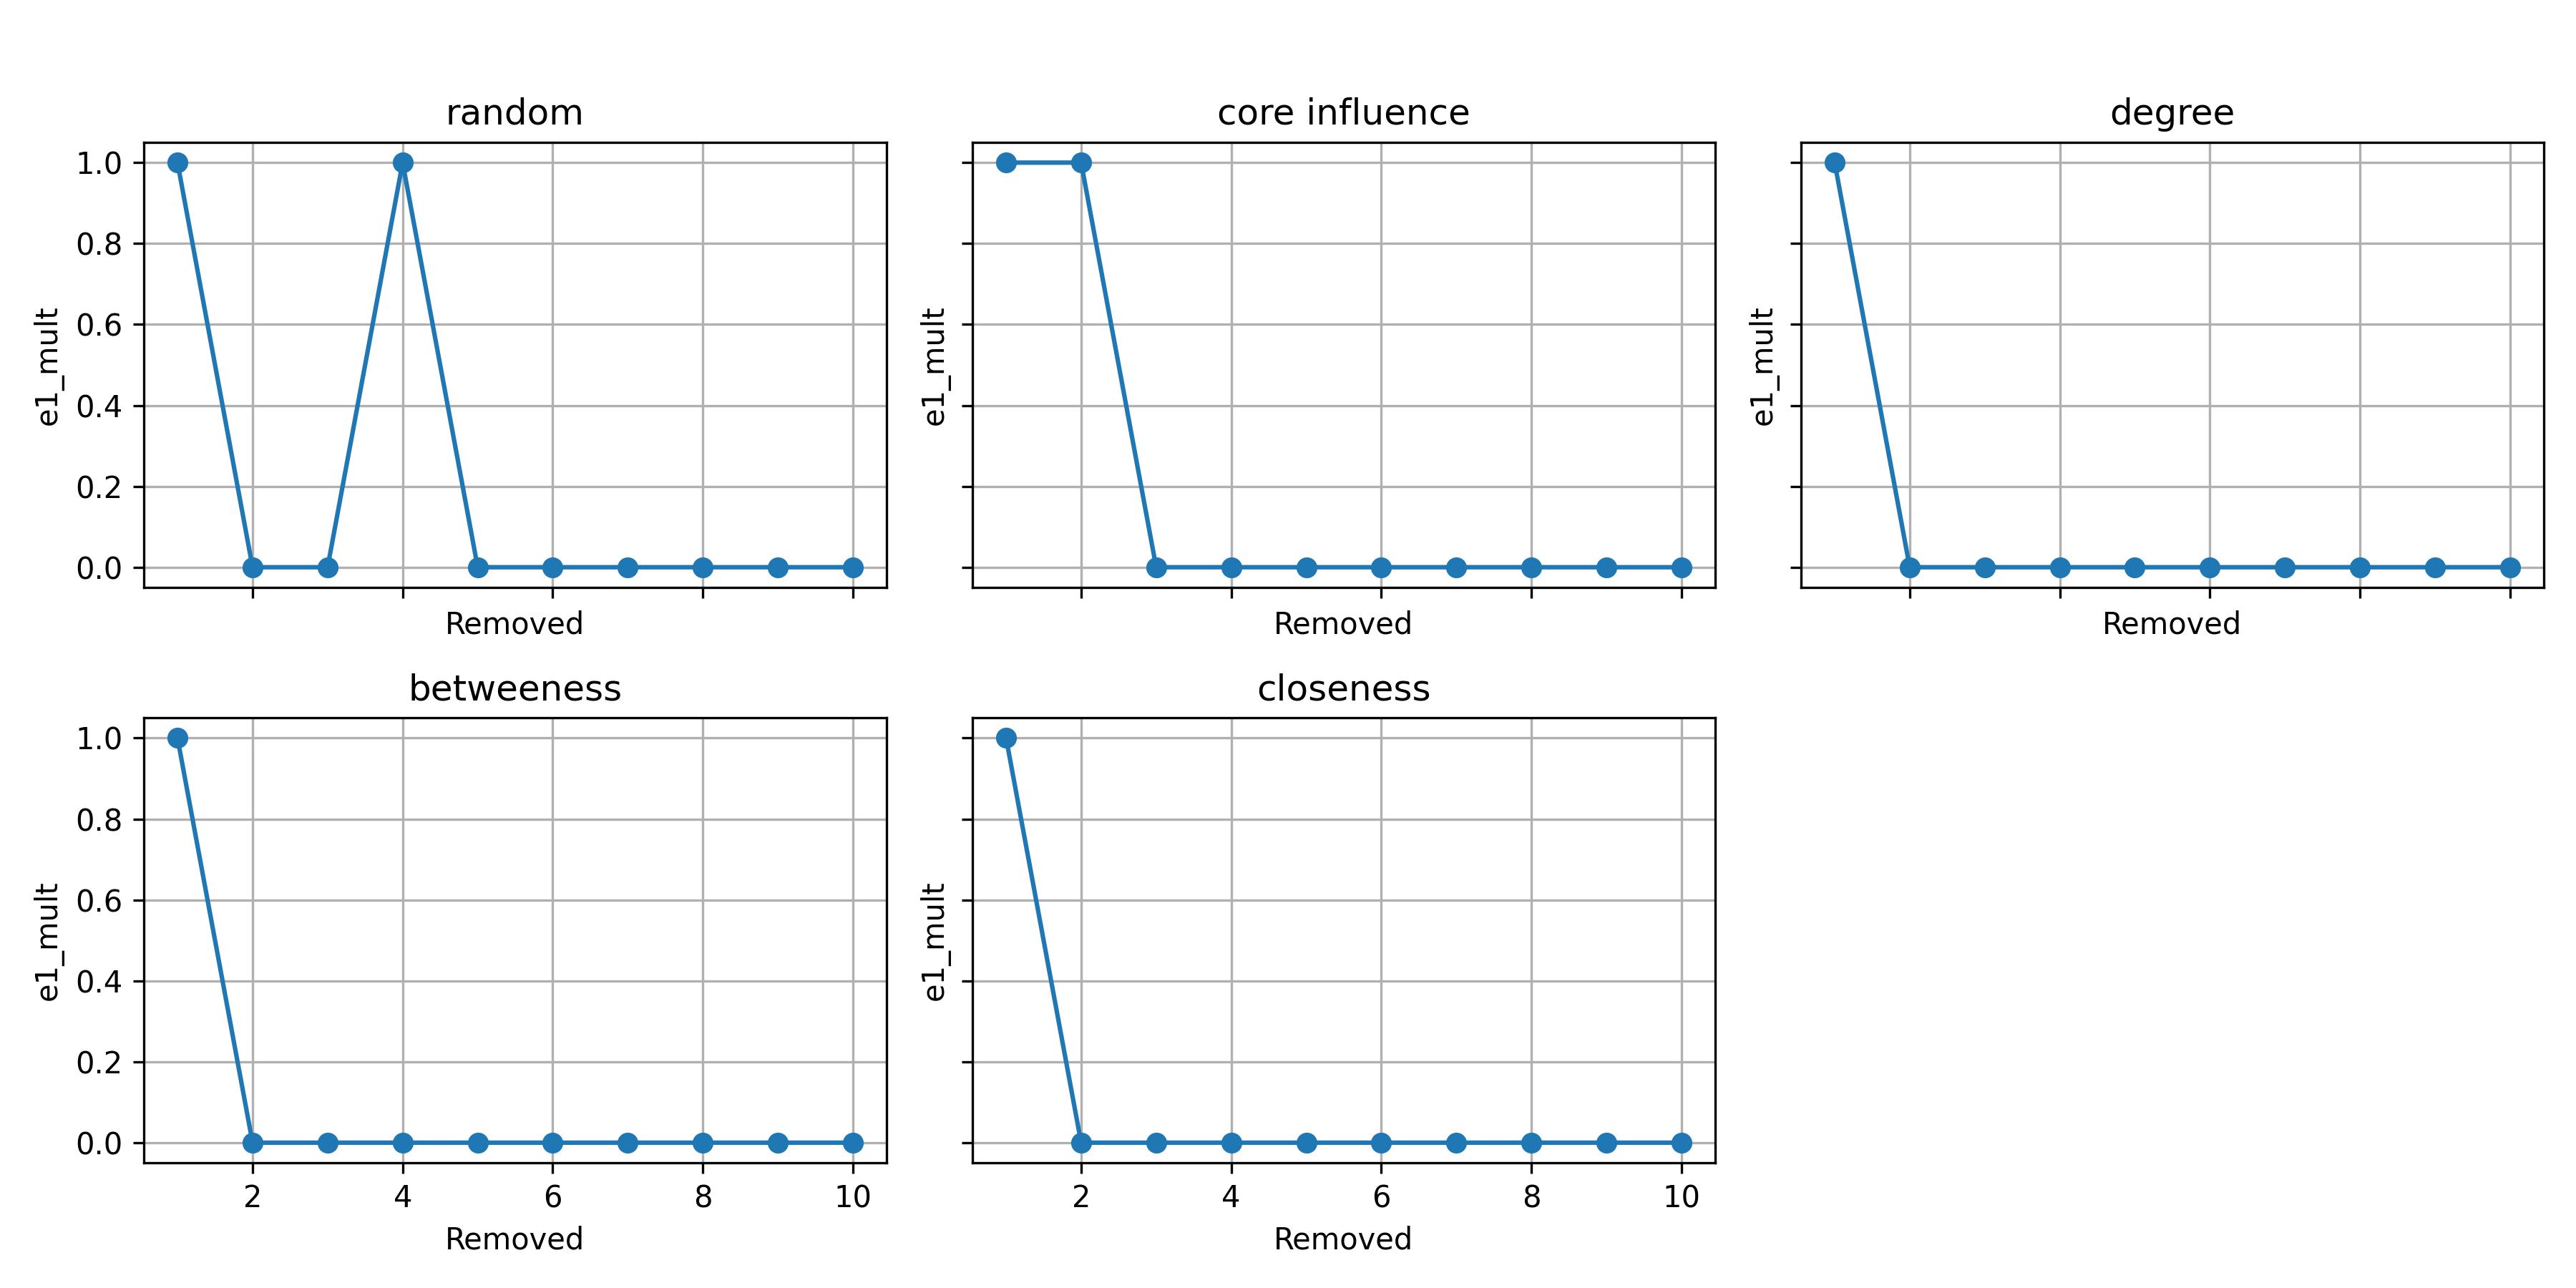 random
core influence
degree
1.0
0.8
0.6
0.4
0.2
0.0
e1_mult
e1_mult
e1_mult
Removed
Removed
Removed
betweeness
closeness
1.0
0.8
0.6
0.4
0.2
0.0
e1_mult
e1_mult
2 4 6 8 10
2 4 6 8 10
Removed
Removed